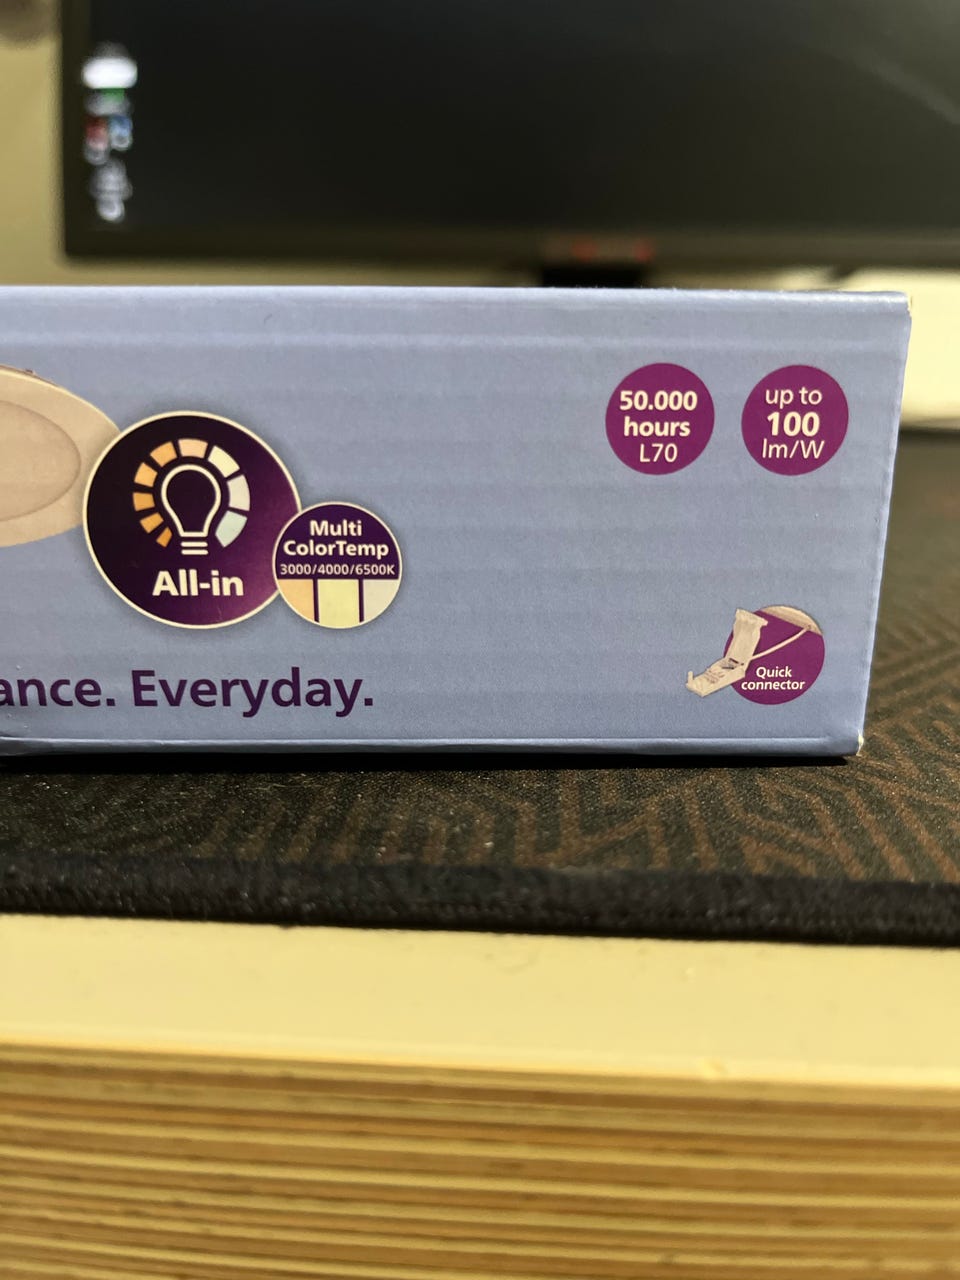 50.000
hours
L70
up to
100
lm/W
All-in
Multi
ColorTemp
3000/4000/6500K
Quick
connector
ance. Everyday.